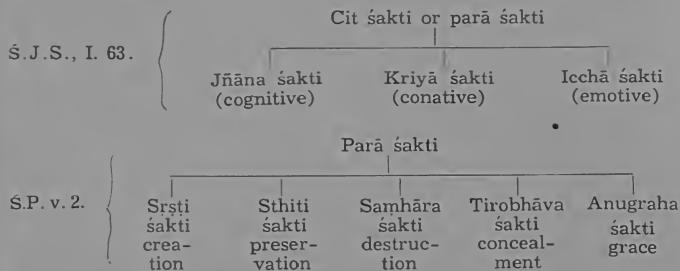 Cit śakti or parā śakti
Ś.J.S., I. 63.
Jñāna śakti Kriyā śakti Icchā śakti
(cognitive) (conative) (emotive)
Parā śakti
Ś.P. v. 2. Sṛṣti Sthiti Saṃhāra Tirobhāva Anugraha
śakti śakti śakti śakti śakti
crea- preser- destruc- conceal- grace
tion vation tion ment